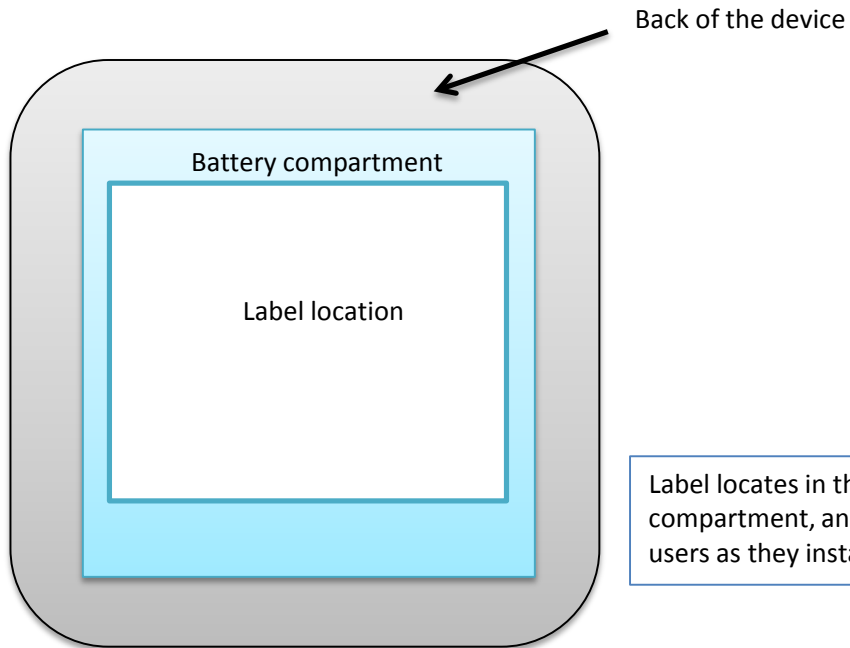 Back of the device
Battery compartment
Label location
Label locates in th
compartment, an
users as they insta